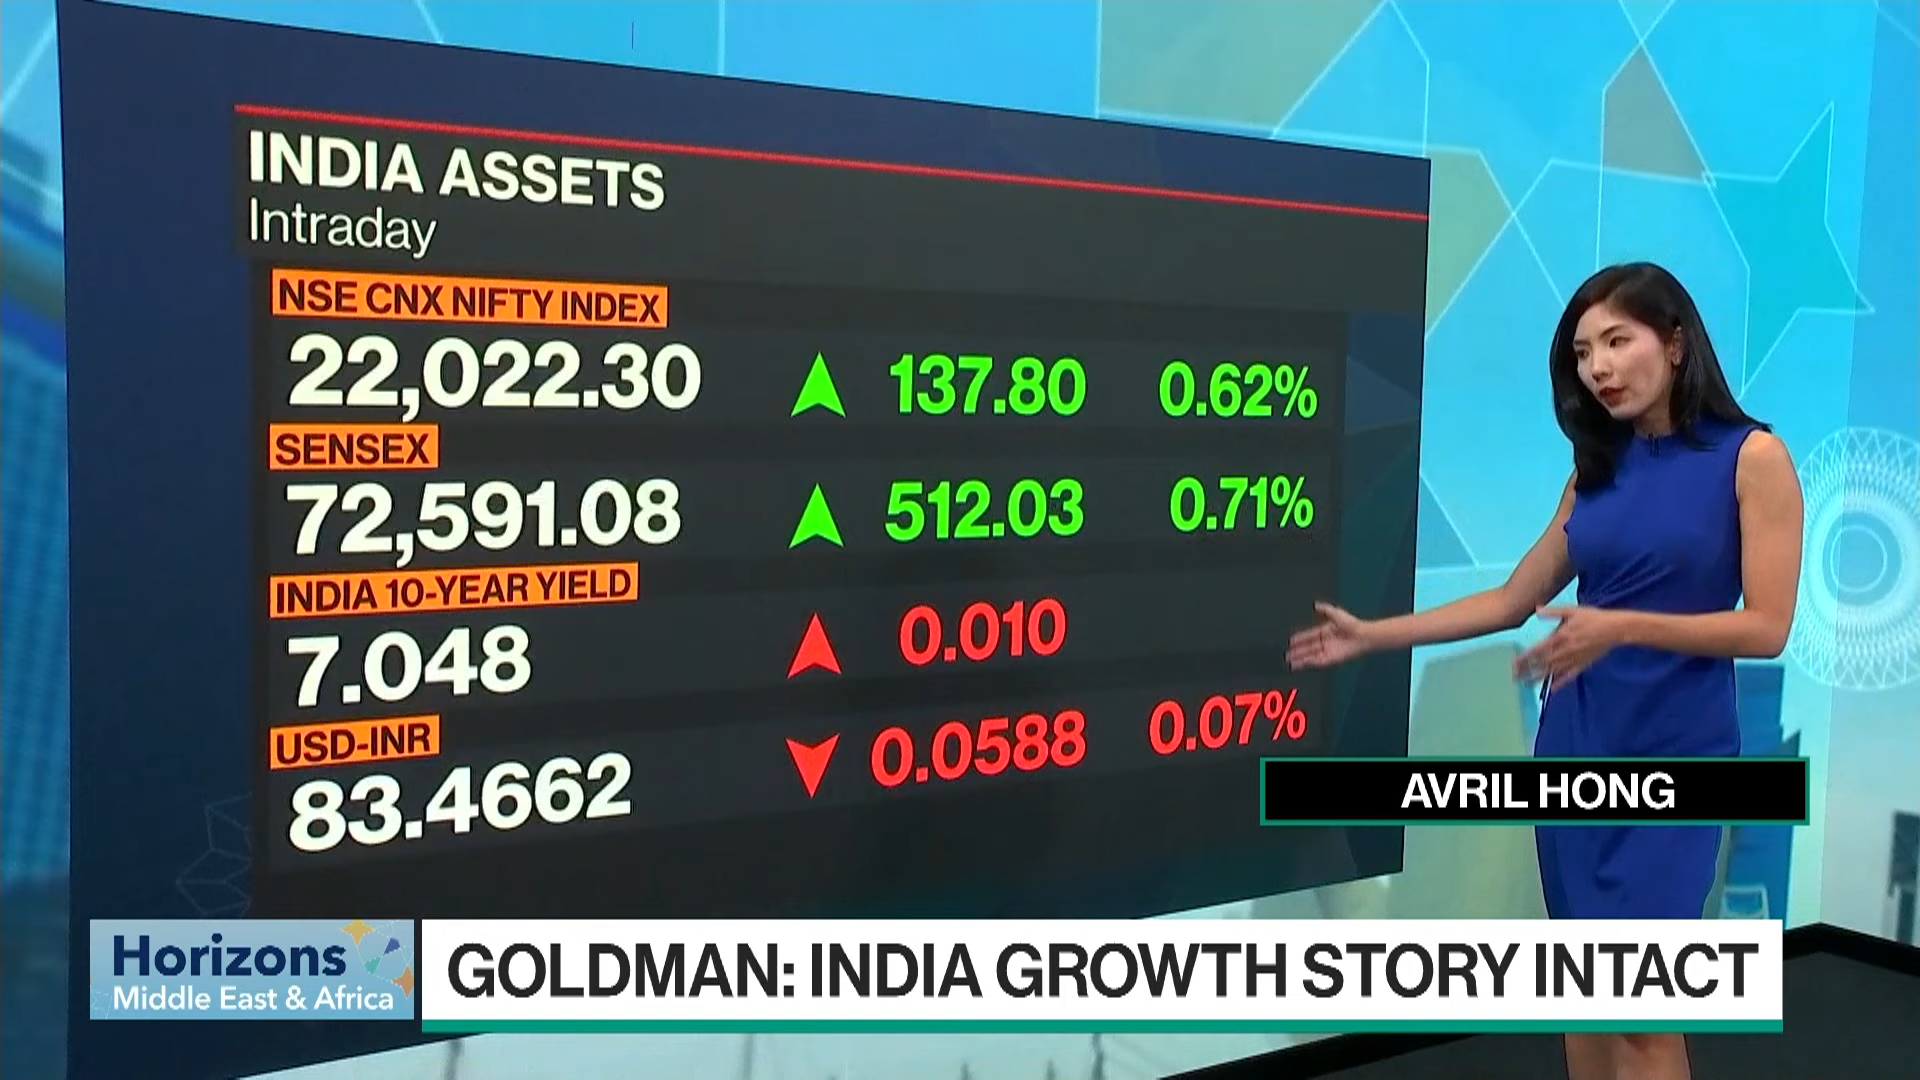 INDIA ASSETS
Intraday
NSE CNX NIFTY INDEX
22,022.30 ▲ 137.80 0.62%
SENSEX
72,591.08 ▲ 512.03 0.71%
INDIA 10-YEAR YIELD
7.048 ▲ 0.010
USD-INR
83.4662 ▼ 0.0588 0.07%
AVRIL HONG
Horizons
Middle East & Africa
GOLDMAN: INDIA GROWTH STORY INTACT